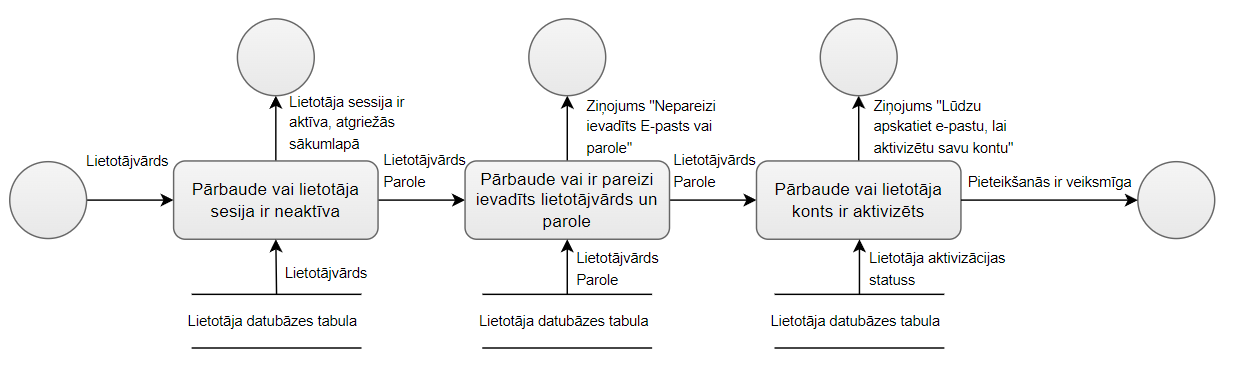 Lietotāja sessija ir
aktīva, atgriežās
sākumlapā
Ziņojums "Nepareizi
ievadīts E-pasts vai
parole"
Ziņojums "Lūdzu
apskatiet e-pastu, lai
aktivizētu savu kontu"
Lietotājvārds
Pārbaude vai lietotāja
sesija ir neaktīva
Lietotājvārds
Parole
Pārbaude vai ir pareizi
ievadīts lietotājvārds un
parole
Lietotājvārds
Parole
Pārbaude vai lietotāja
konts ir aktivizēts
Pieteikšanās ir veiksmīga
Lietotājvārds
Lietotājvārds
Parole
Lietotāja aktivizācijas
statuss
Lietotāja datubāzes tabula
Lietotāja datubāzes tabula
Lietotāja datubāzes tabula